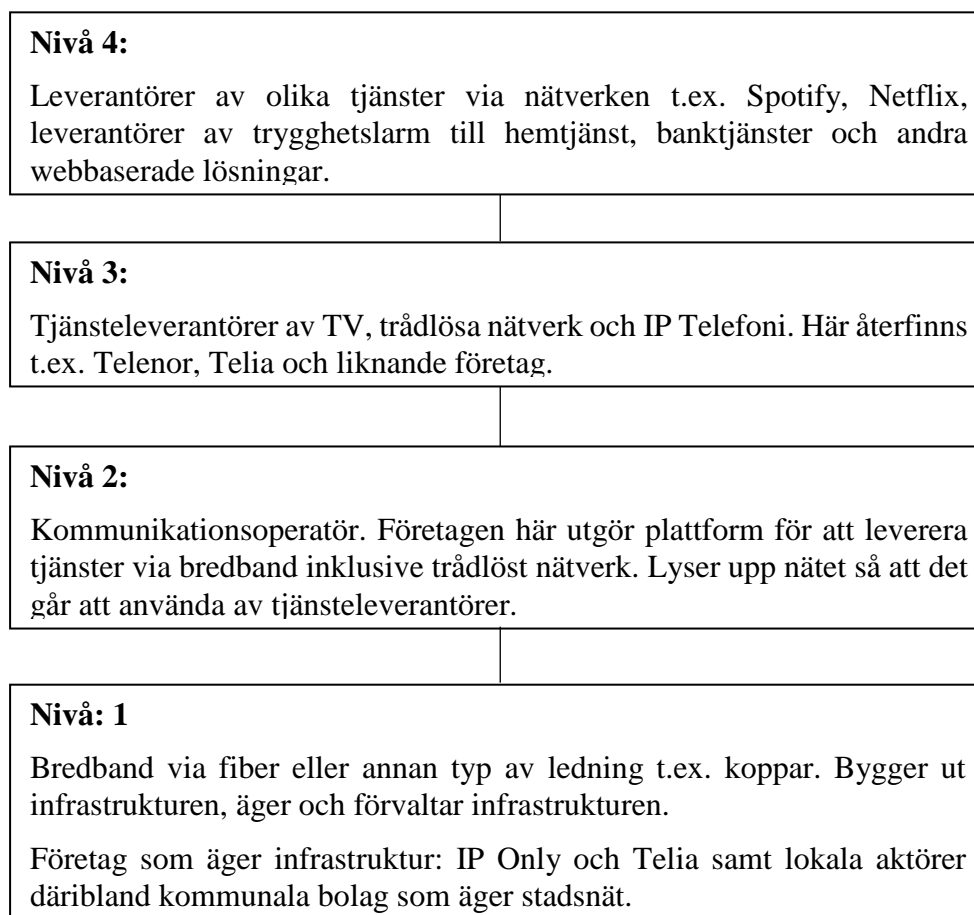 Nivå 4:
Leverantörer av olika tjänster via nätverken t.ex. Spotify, Netflix,
leverantörer av trygghetslarm till hemtjänst, banktjänster och andra
webbaserade lösningar.
Nivå 3:
Tjänsteleverantörer av TV, trådlösa nätverk och IP Telefoni. Här återfinns
t.ex. Telenor, Telia och liknande företag.
Nivå 2:
Kommunikationsoperatör. Företagen här utgör plattform för att leverera
tjänster via bredband inklusive trådlöst nätverk. Lyser upp nätet så att det
går att använda av tjänsteleverantörer.
Nivå: 1
Bredband via fiber eller annan typ av ledning t.ex. koppar. Bygger ut
infrastrukturen, äger och förvaltar infrastrukturen.
Företag som äger infrastruktur: IP Only och Telia samt lokala aktörer
däribland kommunala bolag som äger stadsnät.